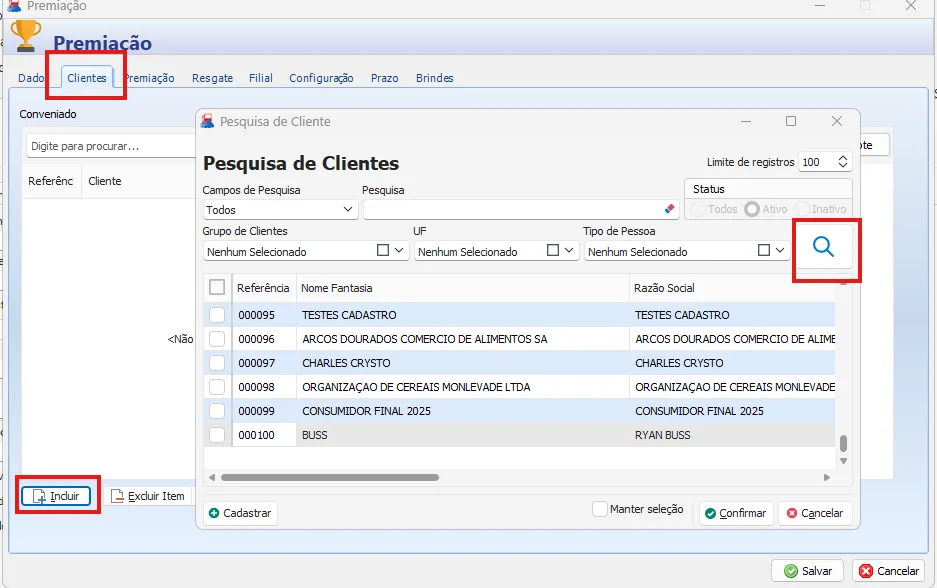 Premiação
Premiação
Dado Clientes remiação Resgate Filial Configuração Prazo Brindes
Conveniado
Digite para procurar...
Referênc Cliente
<Não
Incluir Excluir Item
Pesquisa de Cliente
Pesquisa de Clientes
Limite de registros 100
Campos de Pesquisa Pesquisa Status
Todos Todos Ativo Inativo
Grupo de Clientes UF Tipo de Pessoa
Nenhum Selecionado Nenhum Selecionado Nenhum Selecionado
Referência Nome Fantasia Razão Social
000095 TESTES CADASTRO TESTES CADASTRO
000096 ARCOS DOURADOS COMERCIO DE ALIMENTOS SA ARCOS DOURADOS COMERCIO DE ALIME
000097 CHARLES CRYSTO CHARLES CRYSTO
000098 ORGANIZAÇAO DE CEREAIS MONLEVADE LTDA ORGANIZAÇAO DE CEREAIS MONLEVADE
000099 CONSUMIDOR FINAL 2025 CONSUMIDOR FINAL 2025
000100 BUSS RYAN BUSS
Cadastrar Manter seleção Confirmar Cancelar
Salvar Cancelar